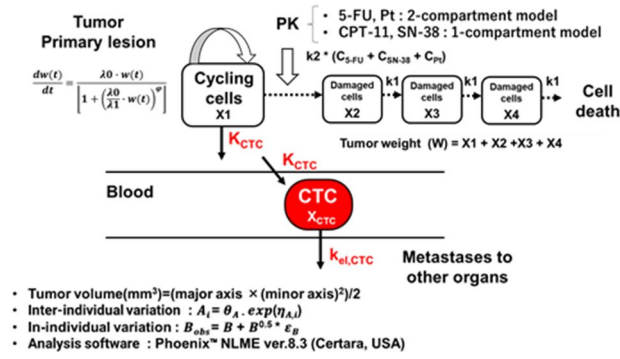 Tumor
Primary lesion
PK
• 5-FU, Pt : 2-compartment model
• CPT-11, SN-38 : 1-compartment model
k2 * (C5-FU + CSN-38 + CPt)
dw(t)/dt = λ0 · w(t) / [1 + (λ0/λ1 · w(t))^φ]
Cycling
cells
X1
Damaged
cells
X2
k1
Damaged
cells
X3
k1
Damaged
cells
X4
k1
Cell
death
Tumor weight (W) = X1 + X2 +X3 + X4
KCTC
KCTC
Blood
CTC
XCTC
kel,CTC
Metastases to
other organs
• Tumor volume(mm³)=(major axis × (minor axis)²)/2
• Inter-individual variation : Ai = θA . exp(ηA,i)
• In-individual variation : Bobs= B + B^0.5 * εB
• Analysis software : Phoenix™ NLME ver.8.3 (Certara, USA)